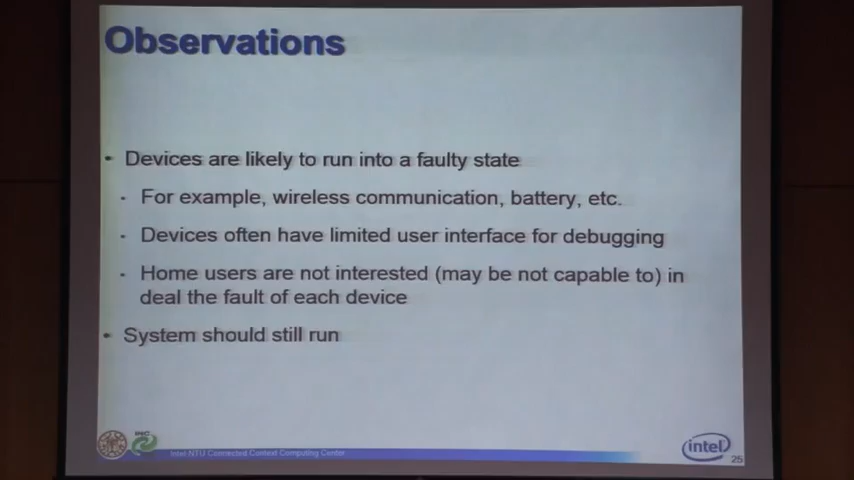 Observations
• Devices are likely to run into a faulty state
- For example, wireless communication, battery, etc.
- Devices often have limited user interface for debugging
- Home users are not interested (may be not capable to) in
deal the fault of each device
• System should still run
Intel-NTU Connected Context Computing Center
intel
25